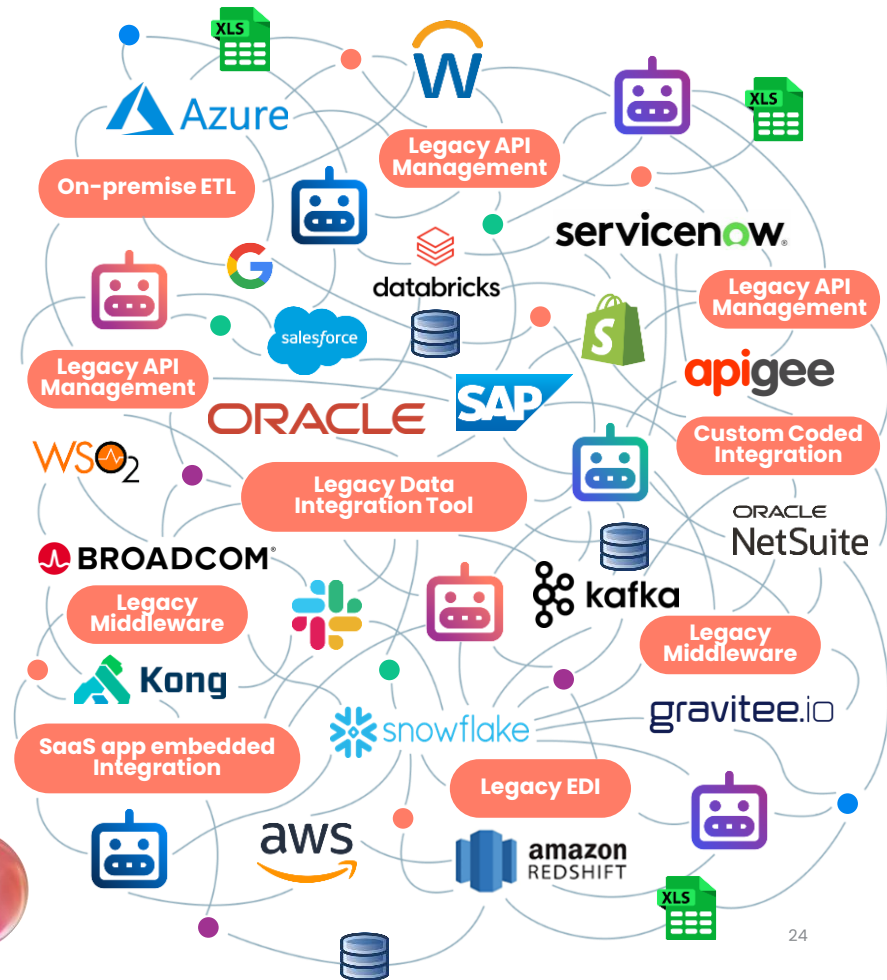 XLS
W
XLS
Azure
Legacy API
Management
On-premise ETL
servicenow®
G
databricks
Legacy API
Management
salesforce
S
Legacy API
Management
apigee
SAP
ORACLE
Custom Coded
Integration
WSO2
Legacy Data
Integration Tool
ORACLE
NetSuite
BROADCOM®
kafka
Legacy
Middleware
Legacy
Middleware
Kong
gravitee.io
snowflake
SaaS app embedded
Integration
Legacy EDI
aws
amazon
REDSHIFT
XLS
24